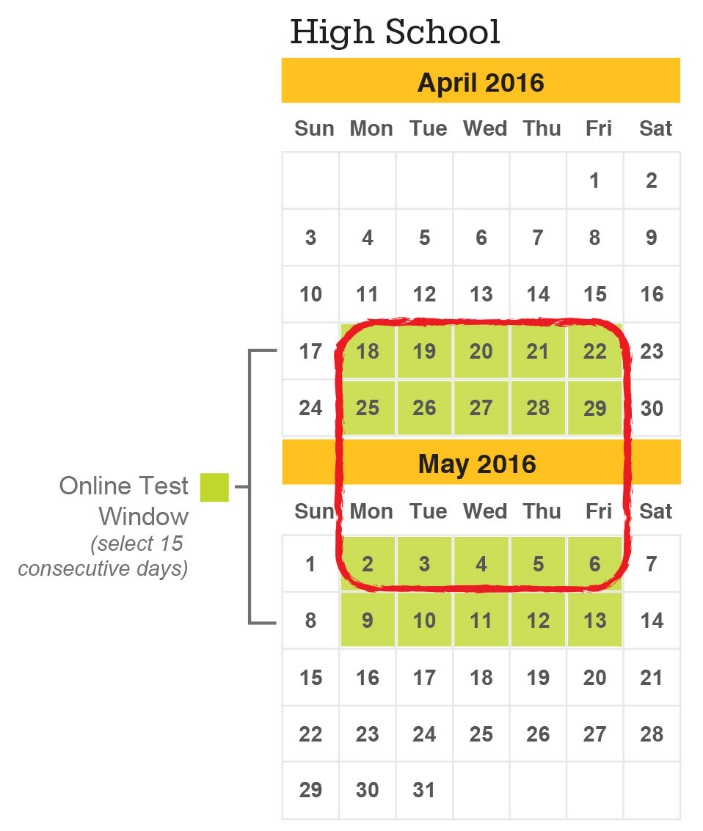 High School
April 2016
Sun Mon Tue Wed Thu Fri Sat
1 2
3 4 5 6 7 8 9
10 11 12 13 14 15 16
17 18 19 20 21 22 23
24 25 26 27 28 29 30
May 2016
Sun Mon Tue Wed Thu Fri Sat
1 2 3 4 5 6 7
8 9 10 11 12 13 14
15 16 17 18 19 20 21
22 23 24 25 26 27 28
29 30 31
Online Test
Window
(select 15
consecutive days)